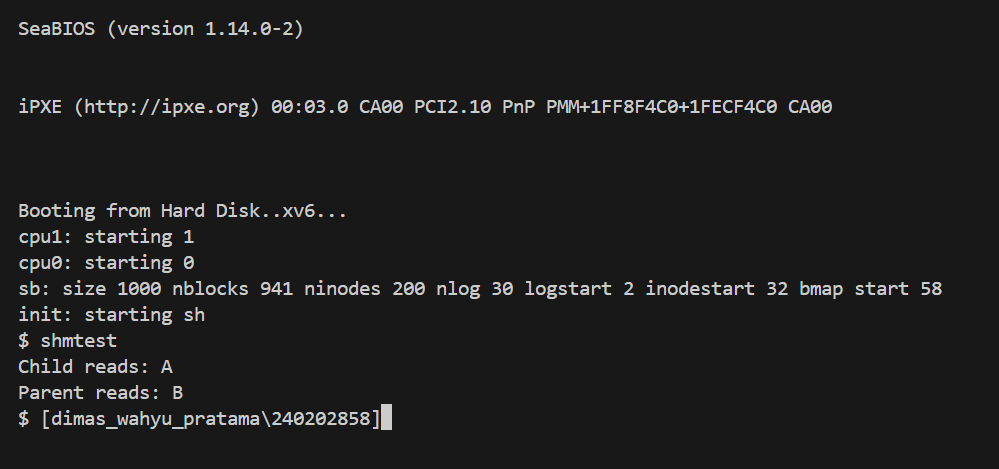 SeaBIOS (version 1.14.0-2)
iPXE (http://ipxe.org) 00:03.0 CA00 PCI2.10 PnP PMM+1FF8F4C0+1FECF4C0 CA00
Booting from Hard Disk..xv6...
cpu1: starting 1
cpu0: starting 0
sb: size 1000 nblocks 941 ninodes 200 nlog 30 logstart 2 inodestart 32 bmap start 58
init: starting sh
$ shmtest
Child reads: A
Parent reads: B
$ [dimas_wahyu_pratama\240202858]